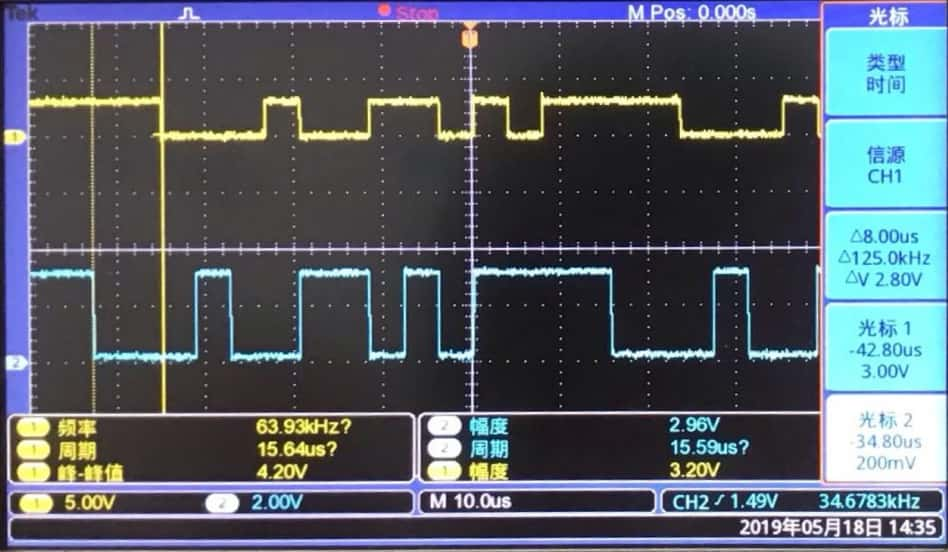 Tek
Stop
M Pos: 0.000s
光标
类型
时间
信源
CH1
△8.00us
△125.0kHz
△V 2.80V
光标 1
-42.80us
3.00V
光标 2
-34.80us
200mV
1
2
1 频率 63.93kHz?
1 周期 15.64us?
1 峰-峰值 4.20V
2 幅度 2.96V
2 周期 15.59us?
1 幅度 3.20V
1 5.00V 2 2.00V M 10.0us CH2 / 1.49V 34.6783kHz
2019年05月18日 14:35